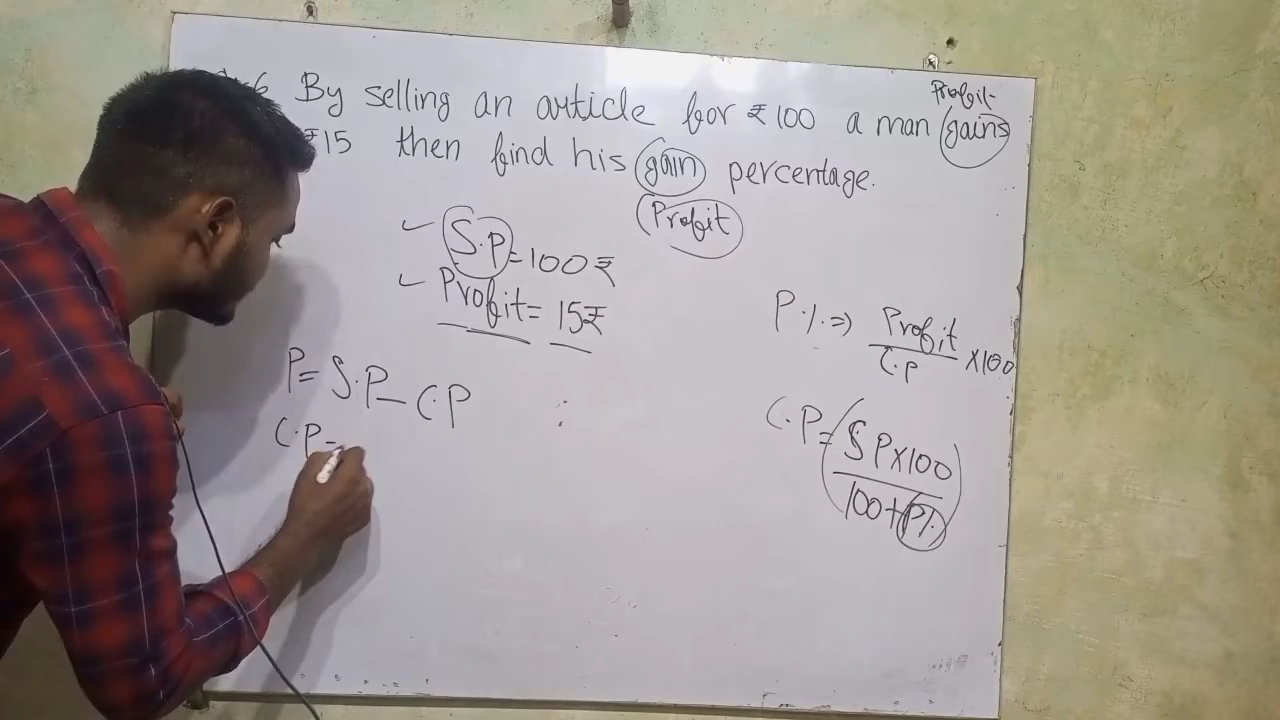 6 By selling an article for ₹100 a man gains
Profit
₹15 then find his gain percentage.
Profit
S.P = 100 ₹
Profit = 15 ₹
P = S.P - C.P
C.P =
P.% => Profit / C.P ×100
C.P = S P×100 / 100+P%